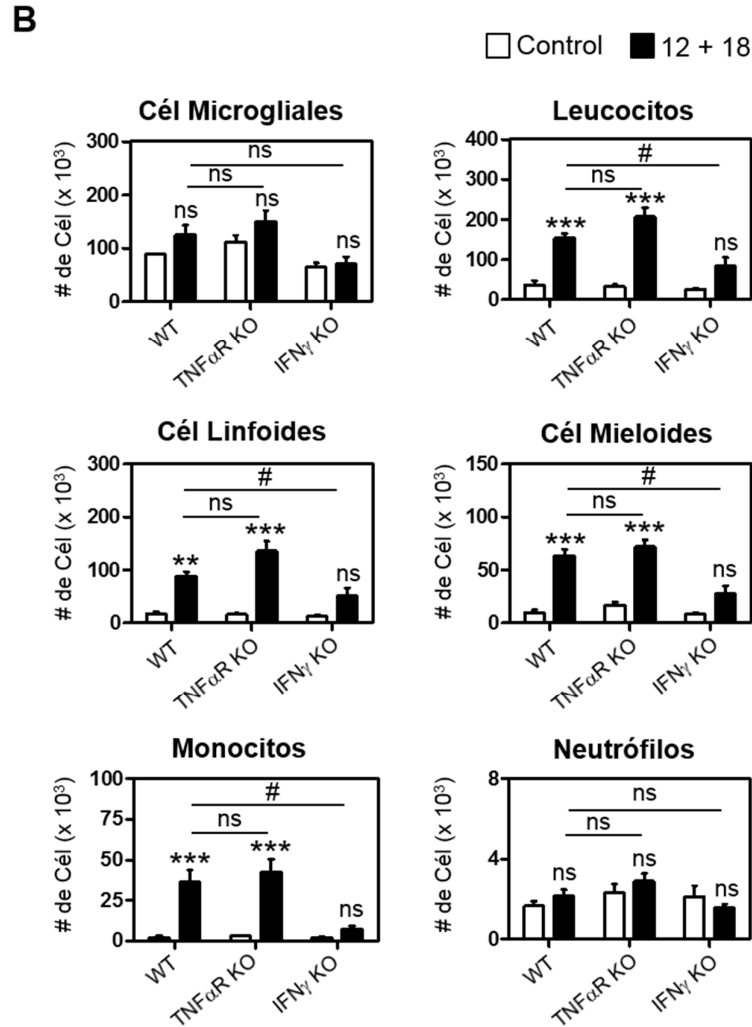 B
Control 12 + 18
Cél Microgliales
# de Cél (x 10³)
300
200
100
0
ns
ns
ns
ns
ns
WT
TNFαR KO
IFNγ KO
Leucocitos
# de Cél (x 10³)
400
300
200
100
0
#
ns
***
***
ns
WT
TNFαR KO
IFNγ KO
Cél Linfoides
# de Cél (x 10³)
300
200
100
0
#
ns
***
**
ns
WT
TNFαR KO
IFNγ KO
Cél Mieloides
# de Cél (x 10³)
150
100
50
0
#
ns
***
***
ns
WT
TNFαR KO
IFNγ KO
Monocitos
# de Cél (x 10³)
100
75
50
25
0
#
ns
***
***
ns
WT
TNFαR KO
IFNγ KO
Neutrófilos
# de Cél (x 10³)
8
4
0
ns
ns
ns
ns
ns
WT
TNFαR KO
IFNγ KO